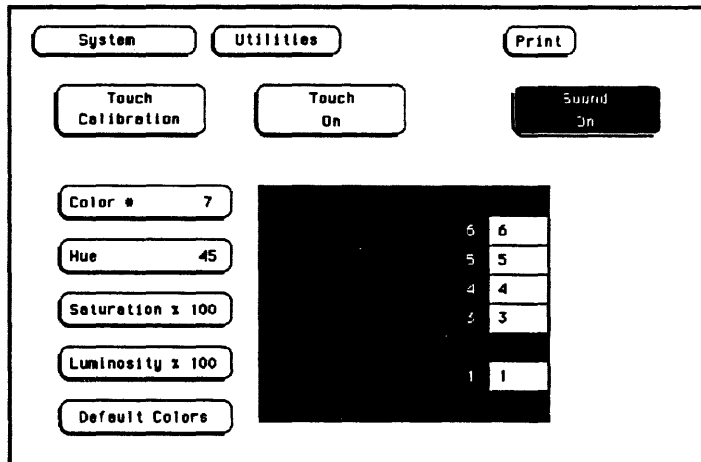 System Utilities Print
Touch
Calibration
Touch
On
Sound
On
Color # 7
Hue 45
Saturation % 100
Luminosity % 100
Default Colors
6 6
5 5
4 4
3 3
1 1